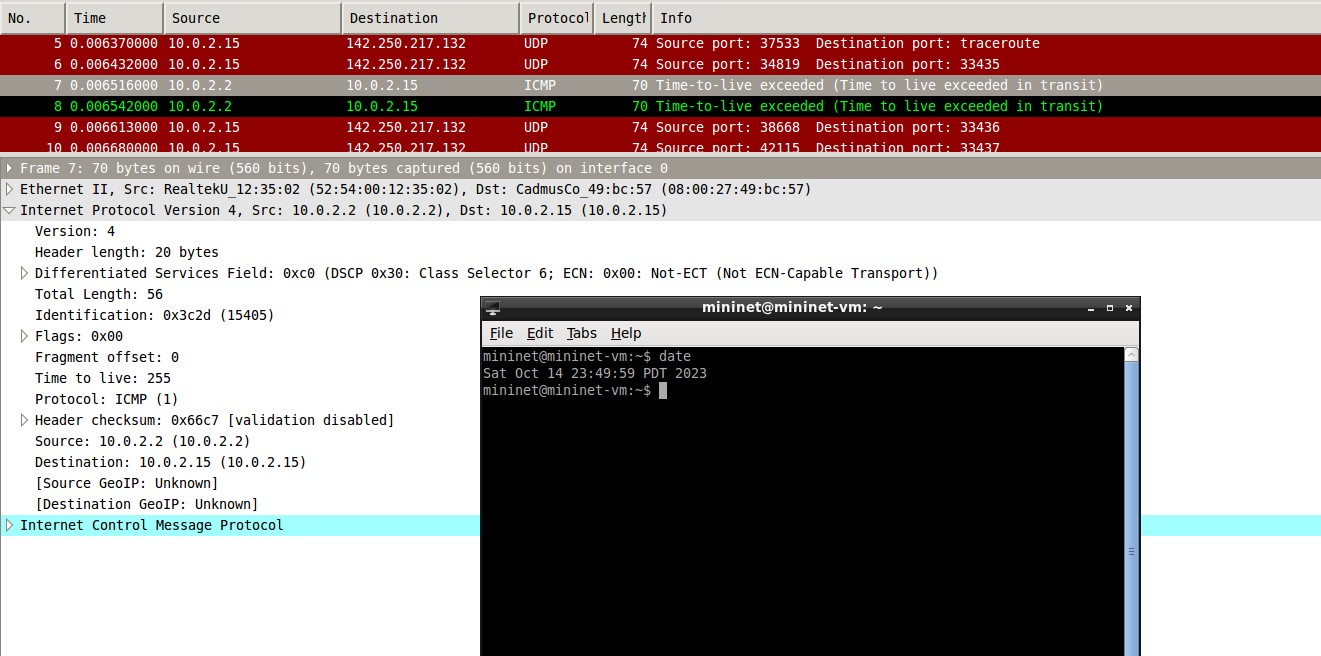 No. Time Source Destination Protocol Length Info
5 0.006370000 10.0.2.15 142.250.217.132 UDP 74 Source port: 37533 Destination port: traceroute
6 0.006432000 10.0.2.15 142.250.217.132 UDP 74 Source port: 34819 Destination port: 33435
7 0.006516000 10.0.2.2 10.0.2.15 ICMP 70 Time-to-live exceeded (Time to live exceeded in transit)
8 0.006542000 10.0.2.2 10.0.2.15 ICMP 70 Time-to-live exceeded (Time to live exceeded in transit)
9 0.006613000 10.0.2.15 142.250.217.132 UDP 74 Source port: 38668 Destination port: 33436
10 0.006680000 10.0.2.15 142.250.217.132 UDP 74 Source port: 42115 Destination port: 33437
Frame 7: 70 bytes on wire (560 bits), 70 bytes captured (560 bits) on interface 0
Ethernet II, Src: RealtekU_12:35:02 (52:54:00:12:35:02), Dst: CadmusCo_49:bc:57 (08:00:27:49:bc:57)
Internet Protocol Version 4, Src: 10.0.2.2 (10.0.2.2), Dst: 10.0.2.15 (10.0.2.15)
Version: 4
Header length: 20 bytes
Differentiated Services Field: 0xc0 (DSCP 0x30: Class Selector 6; ECN: 0x00: Not-ECT (Not ECN-Capable Transport))
Total Length: 56
Identification: 0x3c2d (15405)
Flags: 0x00
Fragment offset: 0
Time to live: 255
Protocol: ICMP (1)
Header checksum: 0x66c7 [validation disabled]
Source: 10.0.2.2 (10.0.2.2)
Destination: 10.0.2.15 (10.0.2.15)
[Source GeoIP: Unknown]
[Destination GeoIP: Unknown]
Internet Control Message Protocol
mininet@mininet-vm: ~
File Edit Tabs Help
mininet@mininet-vm:~$ date
Sat Oct 14 23:49:59 PDT 2023
mininet@mininet-vm:~$